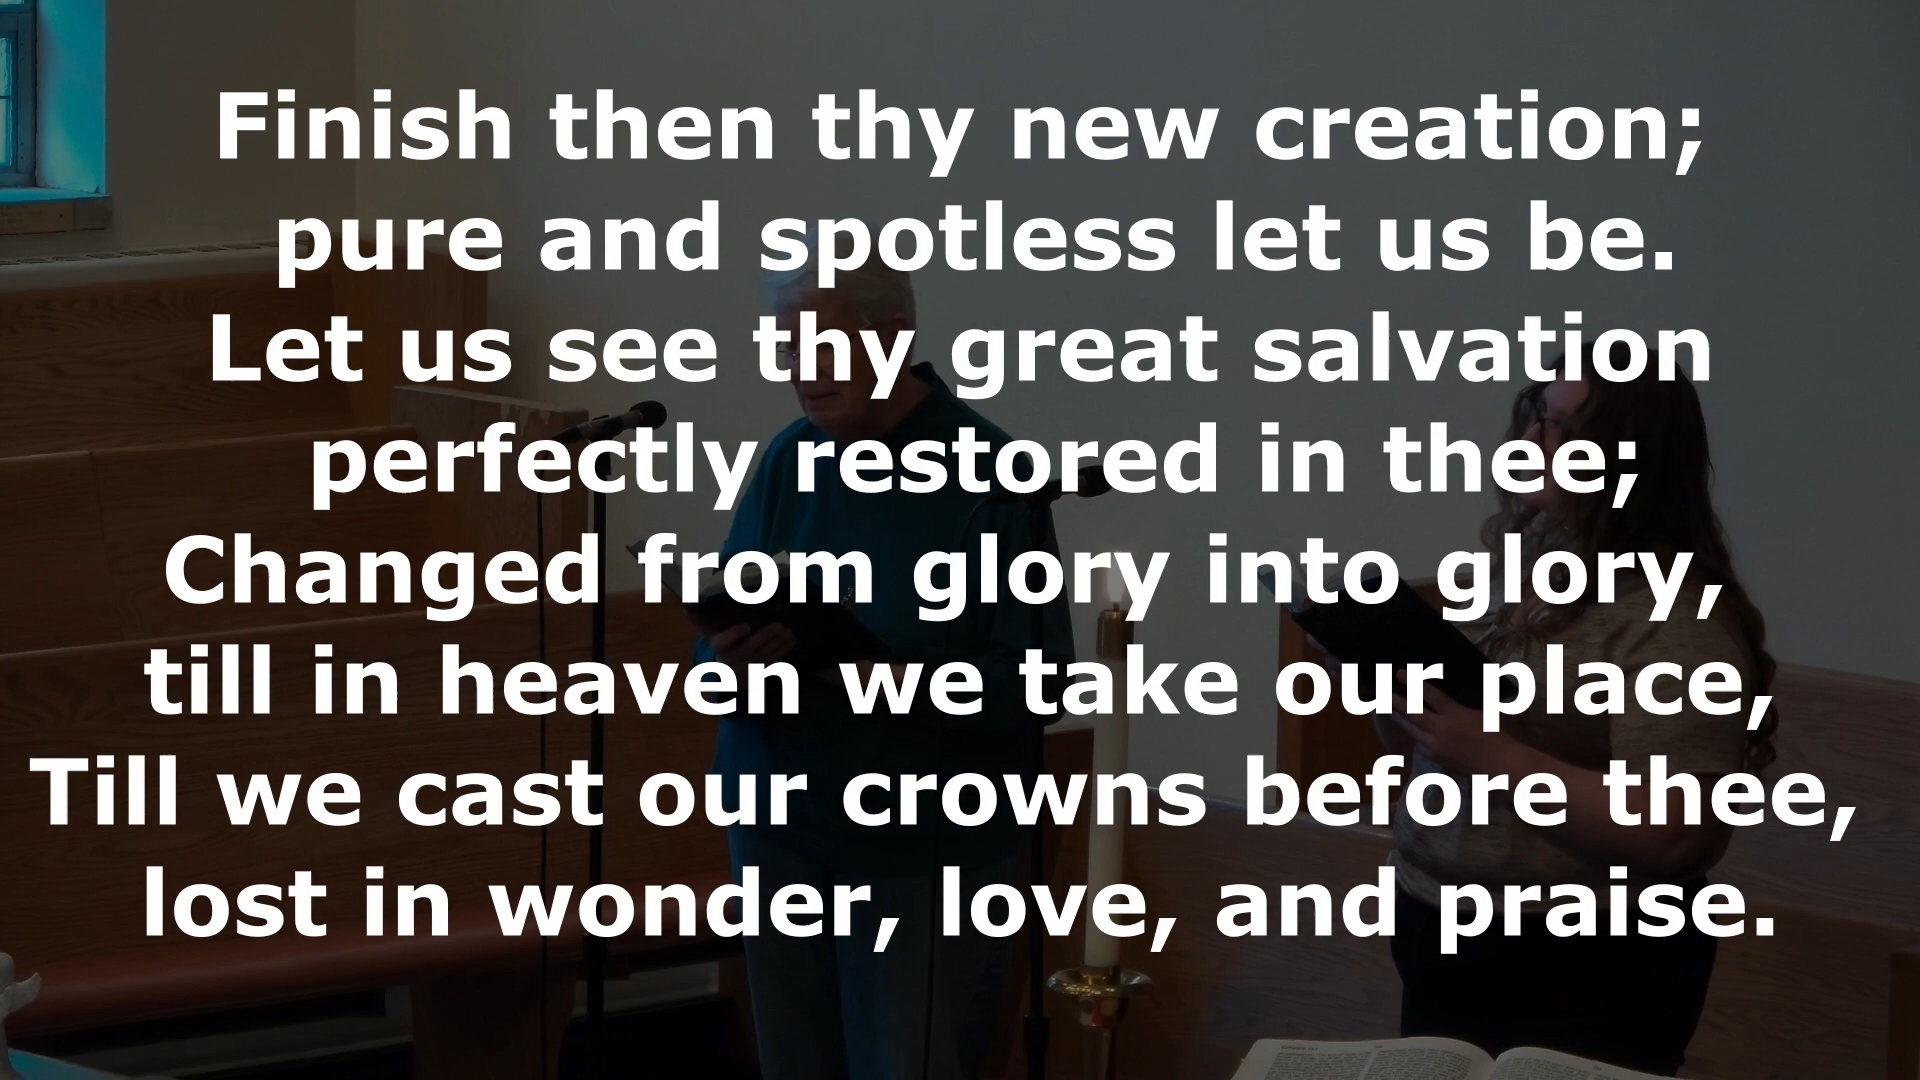 Finish then thy new creation;
pure and spotless let us be.
Let us see thy great salvation
perfectly restored in thee;
Changed from glory into glory,
till in heaven we take our place,
Till we cast our crowns before thee,
lost in wonder, love, and praise.